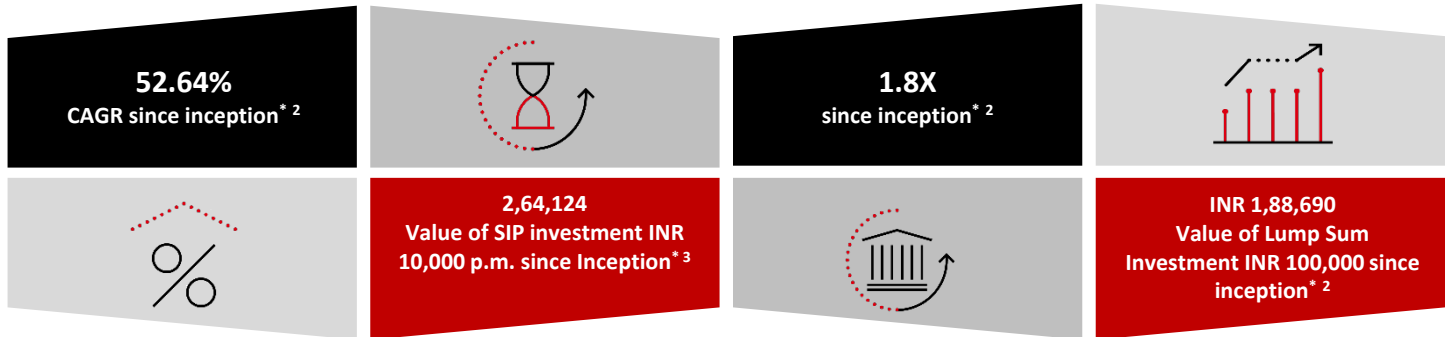 52.64%
CAGR since inception* 2
1.8X
since inception* 2
2,64,124
Value of SIP investment INR
10,000 p.m. since Inception* 3
INR 1,88,690
Value of Lump Sum
Investment INR 100,000 since
inception* 2